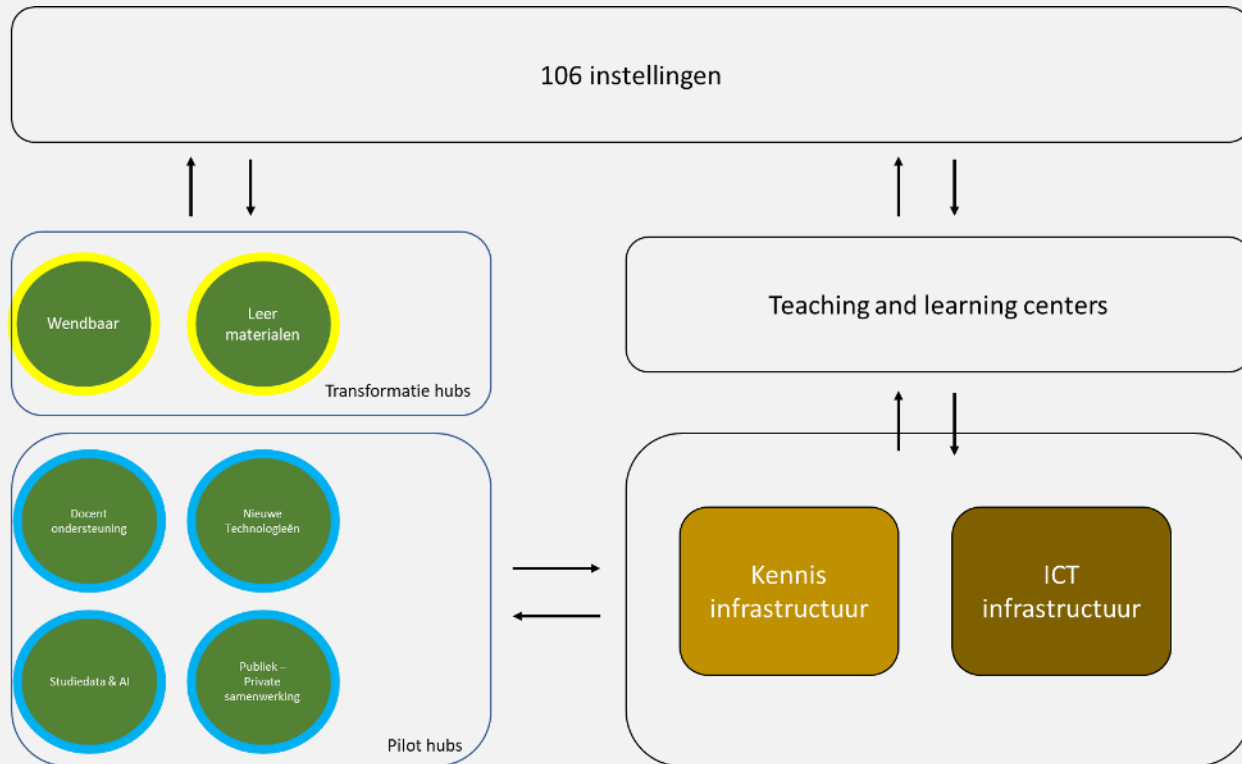 106 instellingen
Wendbaar
Leer
materialen
Transformatie hubs
Teaching and learning centers
Docent
ondersteuning
Nieuwe
Technologieën
Studiedata & AI
Publiek –
Private
samenwerking
Pilot hubs
Kennis
infrastructuur
ICT
infrastructuur